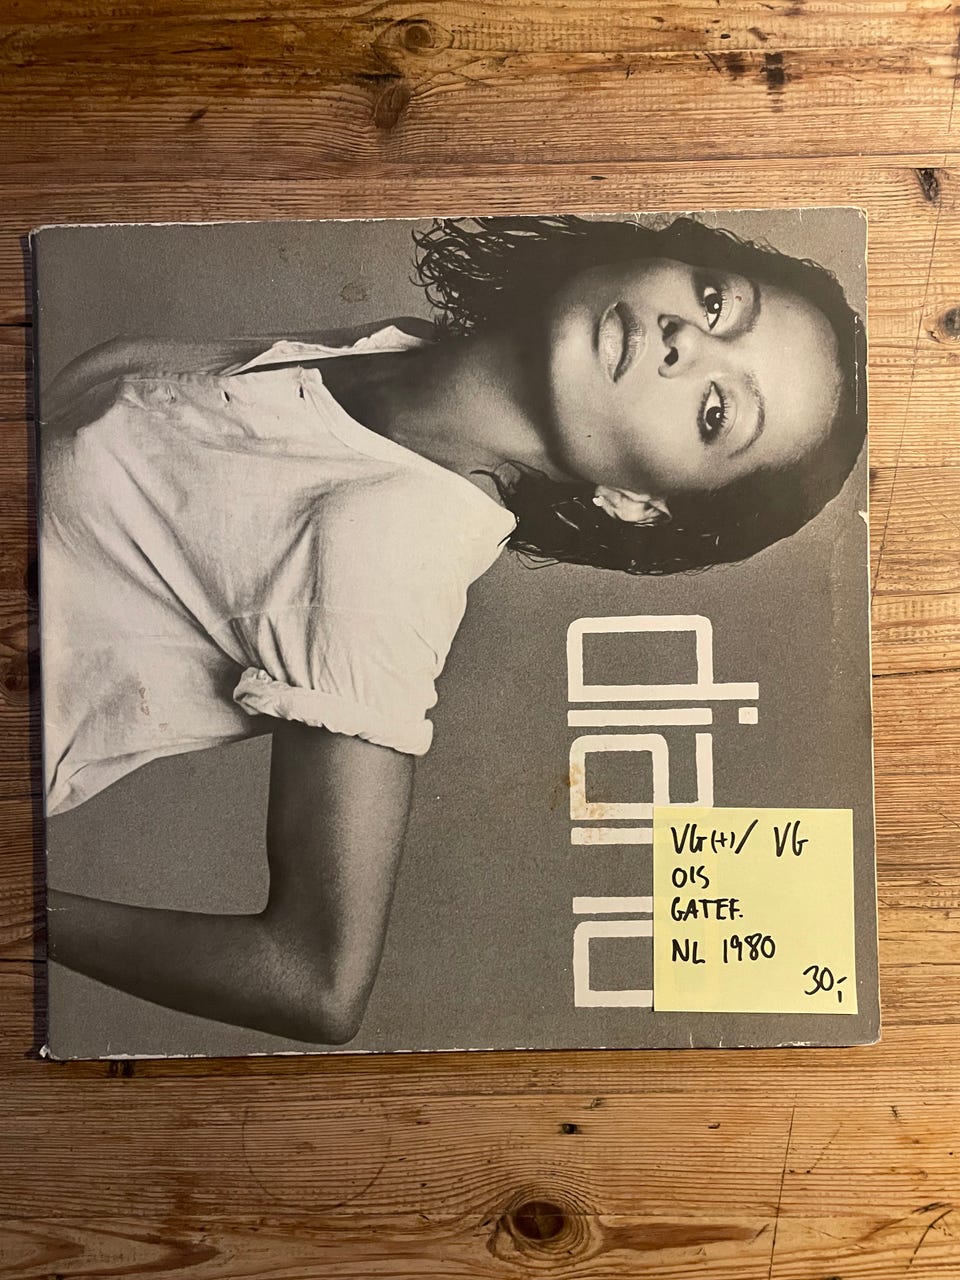 diana
VG(+)/ VG
OIS
GATEF.
NL 1980
30,-